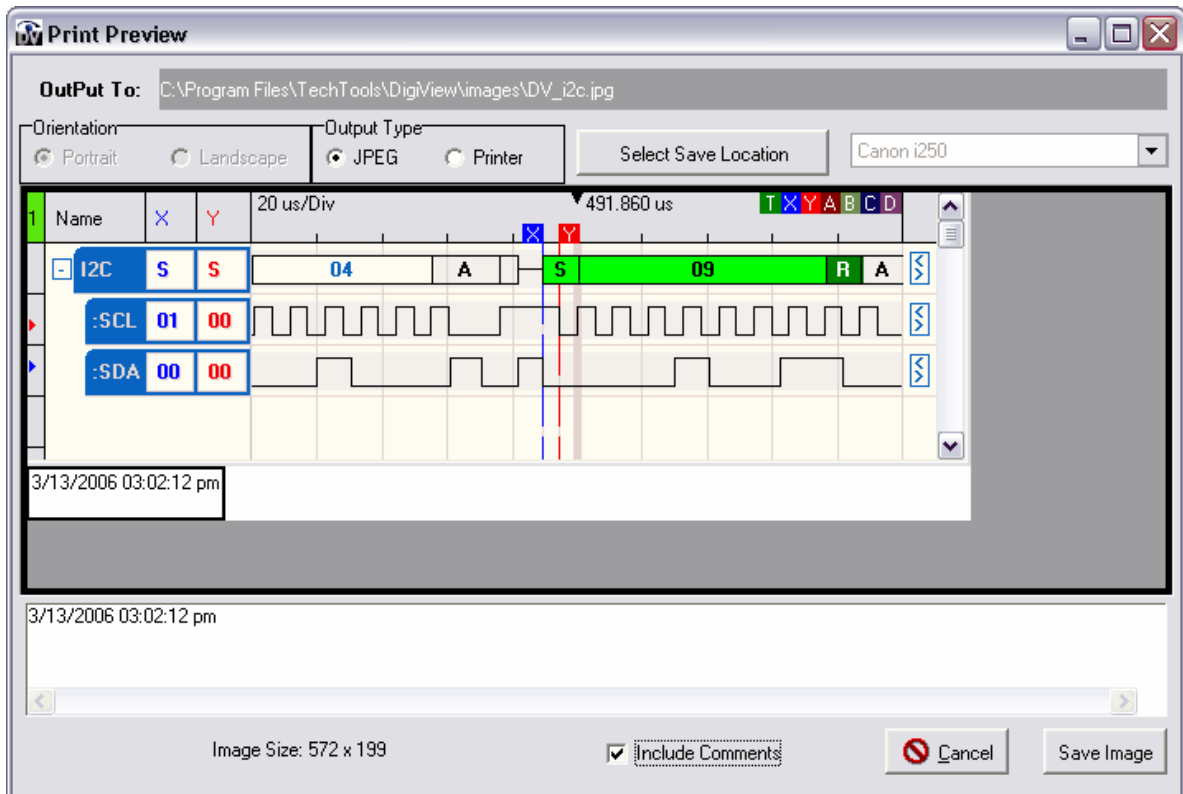 DV Print Preview
OutPut To: C:\Program Files\TechTools\DigiView\images\DV_i2c.jpg
Orientation
Portrait Landscape
Output Type
JPEG Printer
Select Save Location
Canon i250
1 Name X Y 20 us/Div 491.860 us T X Y A B C D
X Y
I2C S S 04 A S 09 R A
:SCL 01 00
:SDA 00 00
3/13/2006 03:02:12 pm
3/13/2006 03:02:12 pm
Image Size: 572 x 199
Include Comments
Cancel
Save Image